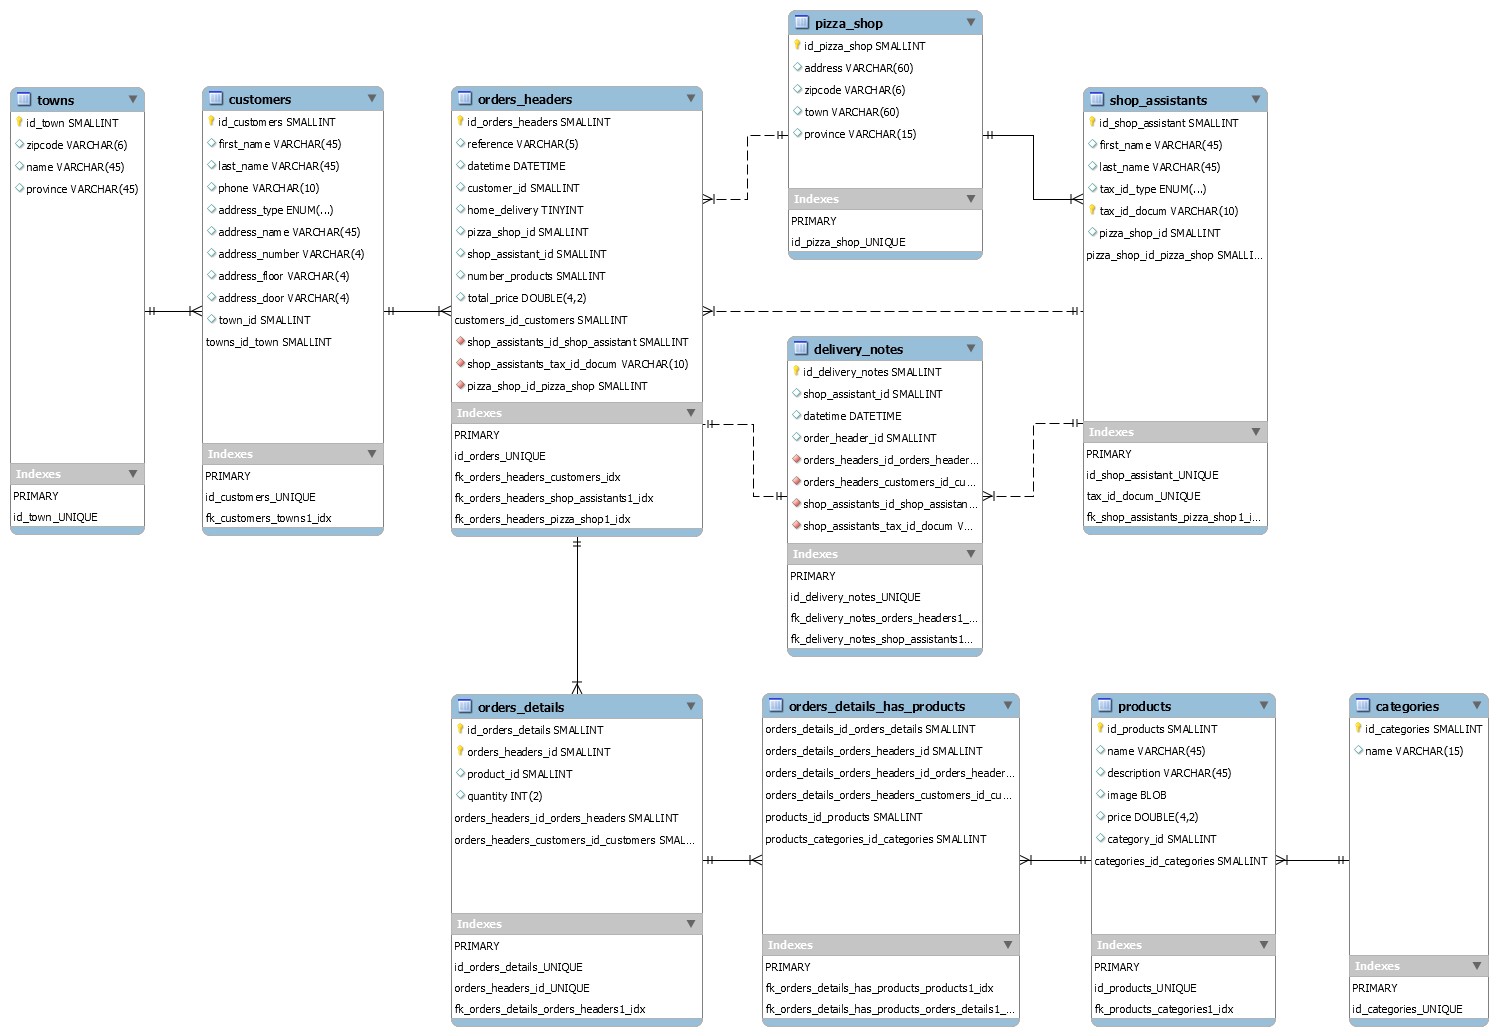 towns
id_town SMALLINT
zipcode VARCHAR(6)
name VARCHAR(45)
province VARCHAR(45)
Indexes
PRIMARY
id_town_UNIQUE
customers
id_customers SMALLINT
first_name VARCHAR(45)
last_name VARCHAR(45)
phone VARCHAR(10)
address_type ENUM(...)
address_name VARCHAR(45)
address_number VARCHAR(4)
address_floor VARCHAR(4)
address_door VARCHAR(4)
town_id SMALLINT
towns_id_town SMALLINT
Indexes
PRIMARY
id_customers_UNIQUE
fk_customers_towns1_idx
orders_headers
id_orders_headers SMALLINT
reference VARCHAR(5)
datetime DATETIME
customer_id SMALLINT
home_delivery TINYINT
pizza_shop_id SMALLINT
shop_assistant_id SMALLINT
number_products SMALLINT
total_price DOUBLE(4,2)
customers_id_customers SMALLINT
shop_assistants_id_shop_assistant SMALLINT
shop_assistants_tax_id_docum VARCHAR(10)
pizza_shop_id_pizza_shop SMALLINT
Indexes
PRIMARY
id_orders_UNIQUE
fk_orders_headers_customers_idx
fk_orders_headers_shop_assistants1_idx
fk_orders_headers_pizza_shop1_idx
pizza_shop
id_pizza_shop SMALLINT
address VARCHAR(60)
zipcode VARCHAR(6)
town VARCHAR(60)
province VARCHAR(15)
Indexes
PRIMARY
id_pizza_shop_UNIQUE
shop_assistants
id_shop_assistant SMALLINT
first_name VARCHAR(45)
last_name VARCHAR(45)
tax_id_type ENUM(...)
tax_id_docum VARCHAR(10)
pizza_shop_id SMALLINT
pizza_shop_id_pizza_shop SMALLI...
Indexes
PRIMARY
id_shop_assistant_UNIQUE
tax_id_docum_UNIQUE
fk_shop_assistants_pizza_shop1_i...
delivery_notes
id_delivery_notes SMALLINT
shop_assistant_id SMALLINT
datetime DATETIME
order_header_id SMALLINT
orders_headers_id_orders_header...
orders_headers_customers_id_cu...
shop_assistants_id_shop_assistan...
shop_assistants_tax_id_docum V...
Indexes
PRIMARY
id_delivery_notes_UNIQUE
fk_delivery_notes_orders_headers1_...
fk_delivery_notes_shop_assistants1...
orders_details
id_orders_details SMALLINT
orders_headers_id SMALLINT
product_id SMALLINT
quantity INT(2)
orders_headers_id_orders_headers SMALLINT
orders_headers_customers_id_customers SMAL...
Indexes
PRIMARY
id_orders_details_UNIQUE
orders_headers_id_UNIQUE
fk_orders_details_orders_headers1_idx
orders_details_has_products
orders_details_id_orders_details SMALLINT
orders_details_orders_headers_id SMALLINT
orders_details_orders_headers_id_orders_header...
orders_details_orders_headers_customers_id_cu...
products_id_products SMALLINT
products_categories_id_categories SMALLINT
Indexes
PRIMARY
fk_orders_details_has_products_products1_idx
fk_orders_details_has_products_orders_details1_...
products
id_products SMALLINT
name VARCHAR(45)
description VARCHAR(45)
image BLOB
price DOUBLE(4,2)
category_id SMALLINT
categories_id_categories SMALLINT
Indexes
PRIMARY
id_products_UNIQUE
fk_products_categories1_idx
categories
id_categories SMALLINT
name VARCHAR(15)
Indexes
PRIMARY
id_categories_UNIQUE